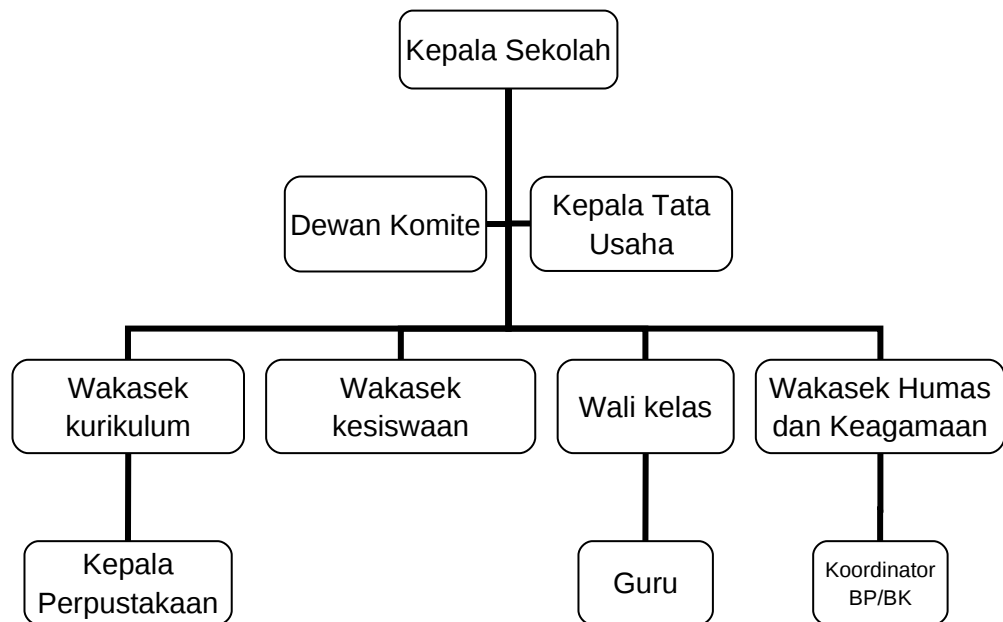 Kepala Sekolah
Dewan Komite
Kepala Tata
Usaha
Wakasek
kurikulum
Wakasek
kesiswaan
Wali kelas
Wakasek Humas
dan Keagamaan
Kepala
Perpustakaan
Guru
Koordinator
BP/BK